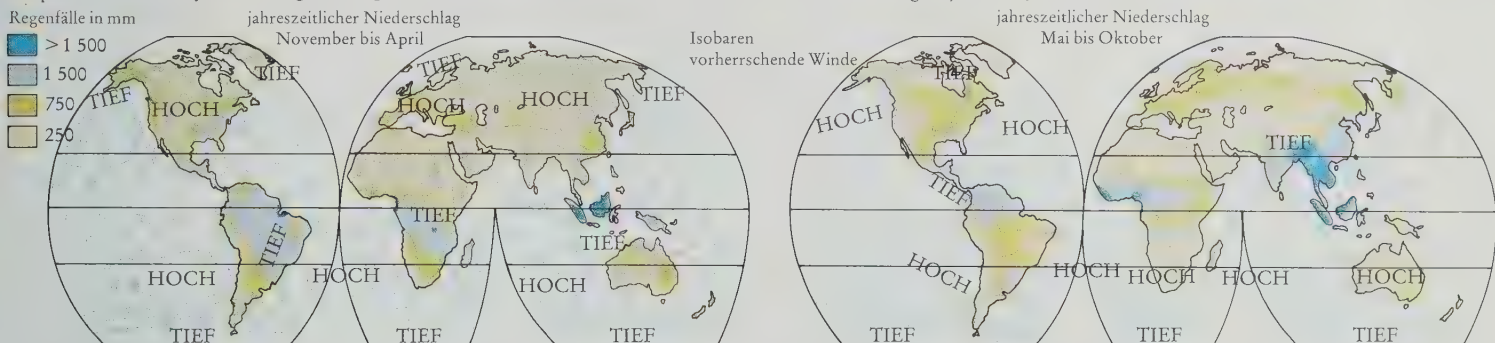 Regenfälle in mm
> 1 500
1 500
750
250
jahreszeitlicher Niederschlag
November bis April
TIEF
TIEF
TIEF
HOCH
HOCH
HOCH
TIEF
TIEF
TIEF
TIEF
HOCH
HOCH
HOCH
TIEF
TIEF
TIEF
Isobaren
vorherrschende Winde
jahreszeitlicher Niederschlag
Mai bis Oktober
TIEF
HOCH
HOCH
TIEF
TIEF
HOCH
HOCH
HOCH
HOCH
HOCH
TIEF
TIEF
TIEF